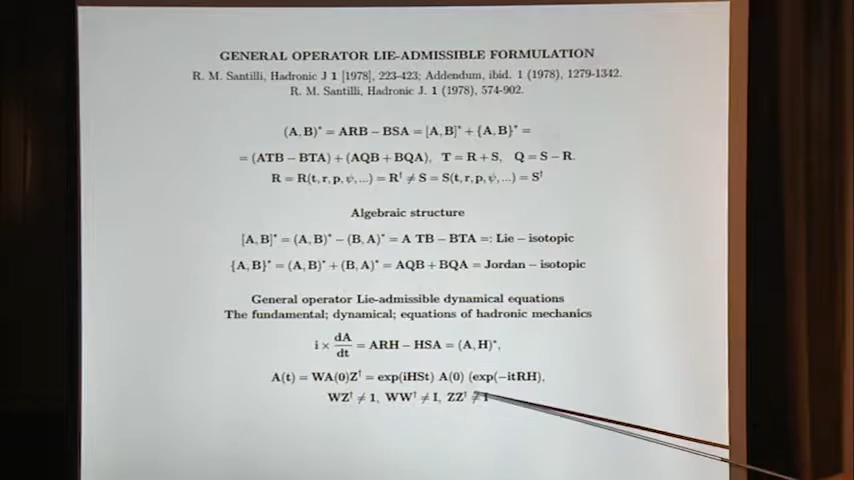 GENERAL OPERATOR LIE-ADMISSIBLE FORMULATION
R. M. Santilli, Hadronic J 1 [1978], 223-423; Addendum, ibid. 1 (1978), 1279-1342.
R. M. Santilli, Hadronic J. 1 (1978), 574-902.
(A, B)* = ARB − BSA = [A, B]* + {A, B}* =
= (ATB − BTA) + (AQB + BQA), T = R + S, Q = S − R.
R = R(t, r, p, ψ, ...) = R† ≠ S = S(t, r, p, ψ, ...) = S†
Algebraic structure
[A, B]* = (A, B)* − (B, A)* = A TB − BTA =: Lie − isotopic
{A, B}* = (A, B)* + (B, A)* = AQB + BQA = Jordan − isotopic
General operator Lie-admissible dynamical equations
The fundamental; dynamical; equations of hadronic mechanics
i × dA/dt = ARH − HSA = (A, H)*,
A(t) = WA(0)Z† = exp(iHSt) A(0) (exp(−itRH),
WZ† ≠ 1, WW† ≠ I, ZZ† ≠ I